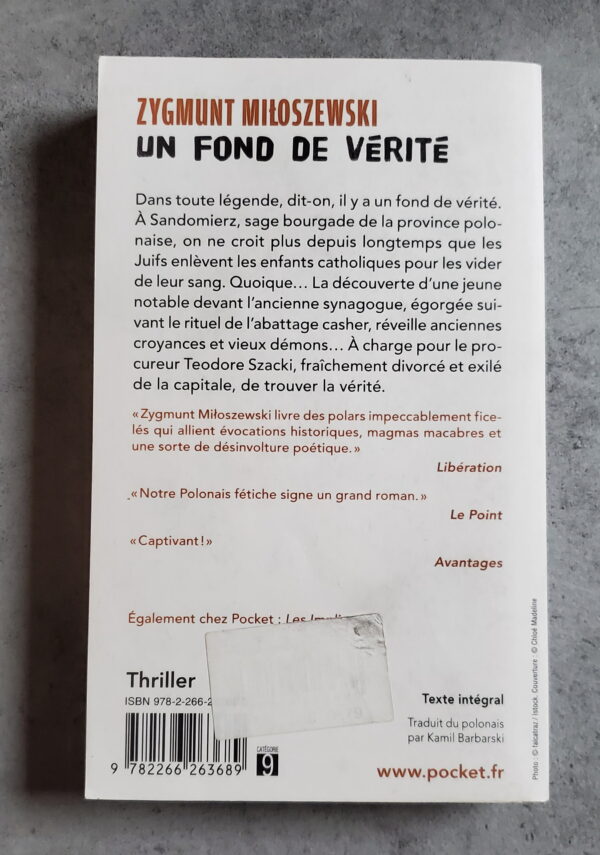 ZYGMUNT MIŁOSZEWSKI
UN FOND DE VÉRITÉ
Dans toute légende, dit-on, il y a un fond de vérité.
À Sandomierz, sage bourgade de la province polo-
naise, on ne croit plus depuis longtemps que les
Juifs enlèvent les enfants catholiques pour les vider
de leur sang. Quoique... La découverte d'une jeune
notable devant l'ancienne synagogue, égorgée sui-
vant le rituel de l'abattage casher, réveille anciennes
croyances et vieux démons... À charge pour le pro-
cureur Teodore Szacki, fraîchement divorcé et exilé
de la capitale, de trouver la vérité.
« Zygmunt Miłoszewski livre des polars impeccablement fice-
lés qui allient évocations historiques, magmas macabres et
une sorte de désinvolture poétique. »
Libération
« Notre Polonais fétiche signe un grand roman. »
Le Point
« Captivant ! »
Avantages
Également chez Pocket : Les
Thriller
ISBN 978-2-266-2
9 782266 263689
CATÉGORIE
9
Texte intégral
Traduit du polonais
par Kamil Barbarski
www.pocket.fr
Photo : © falcatraz / Istock. Couverture : © Chloé Madeline